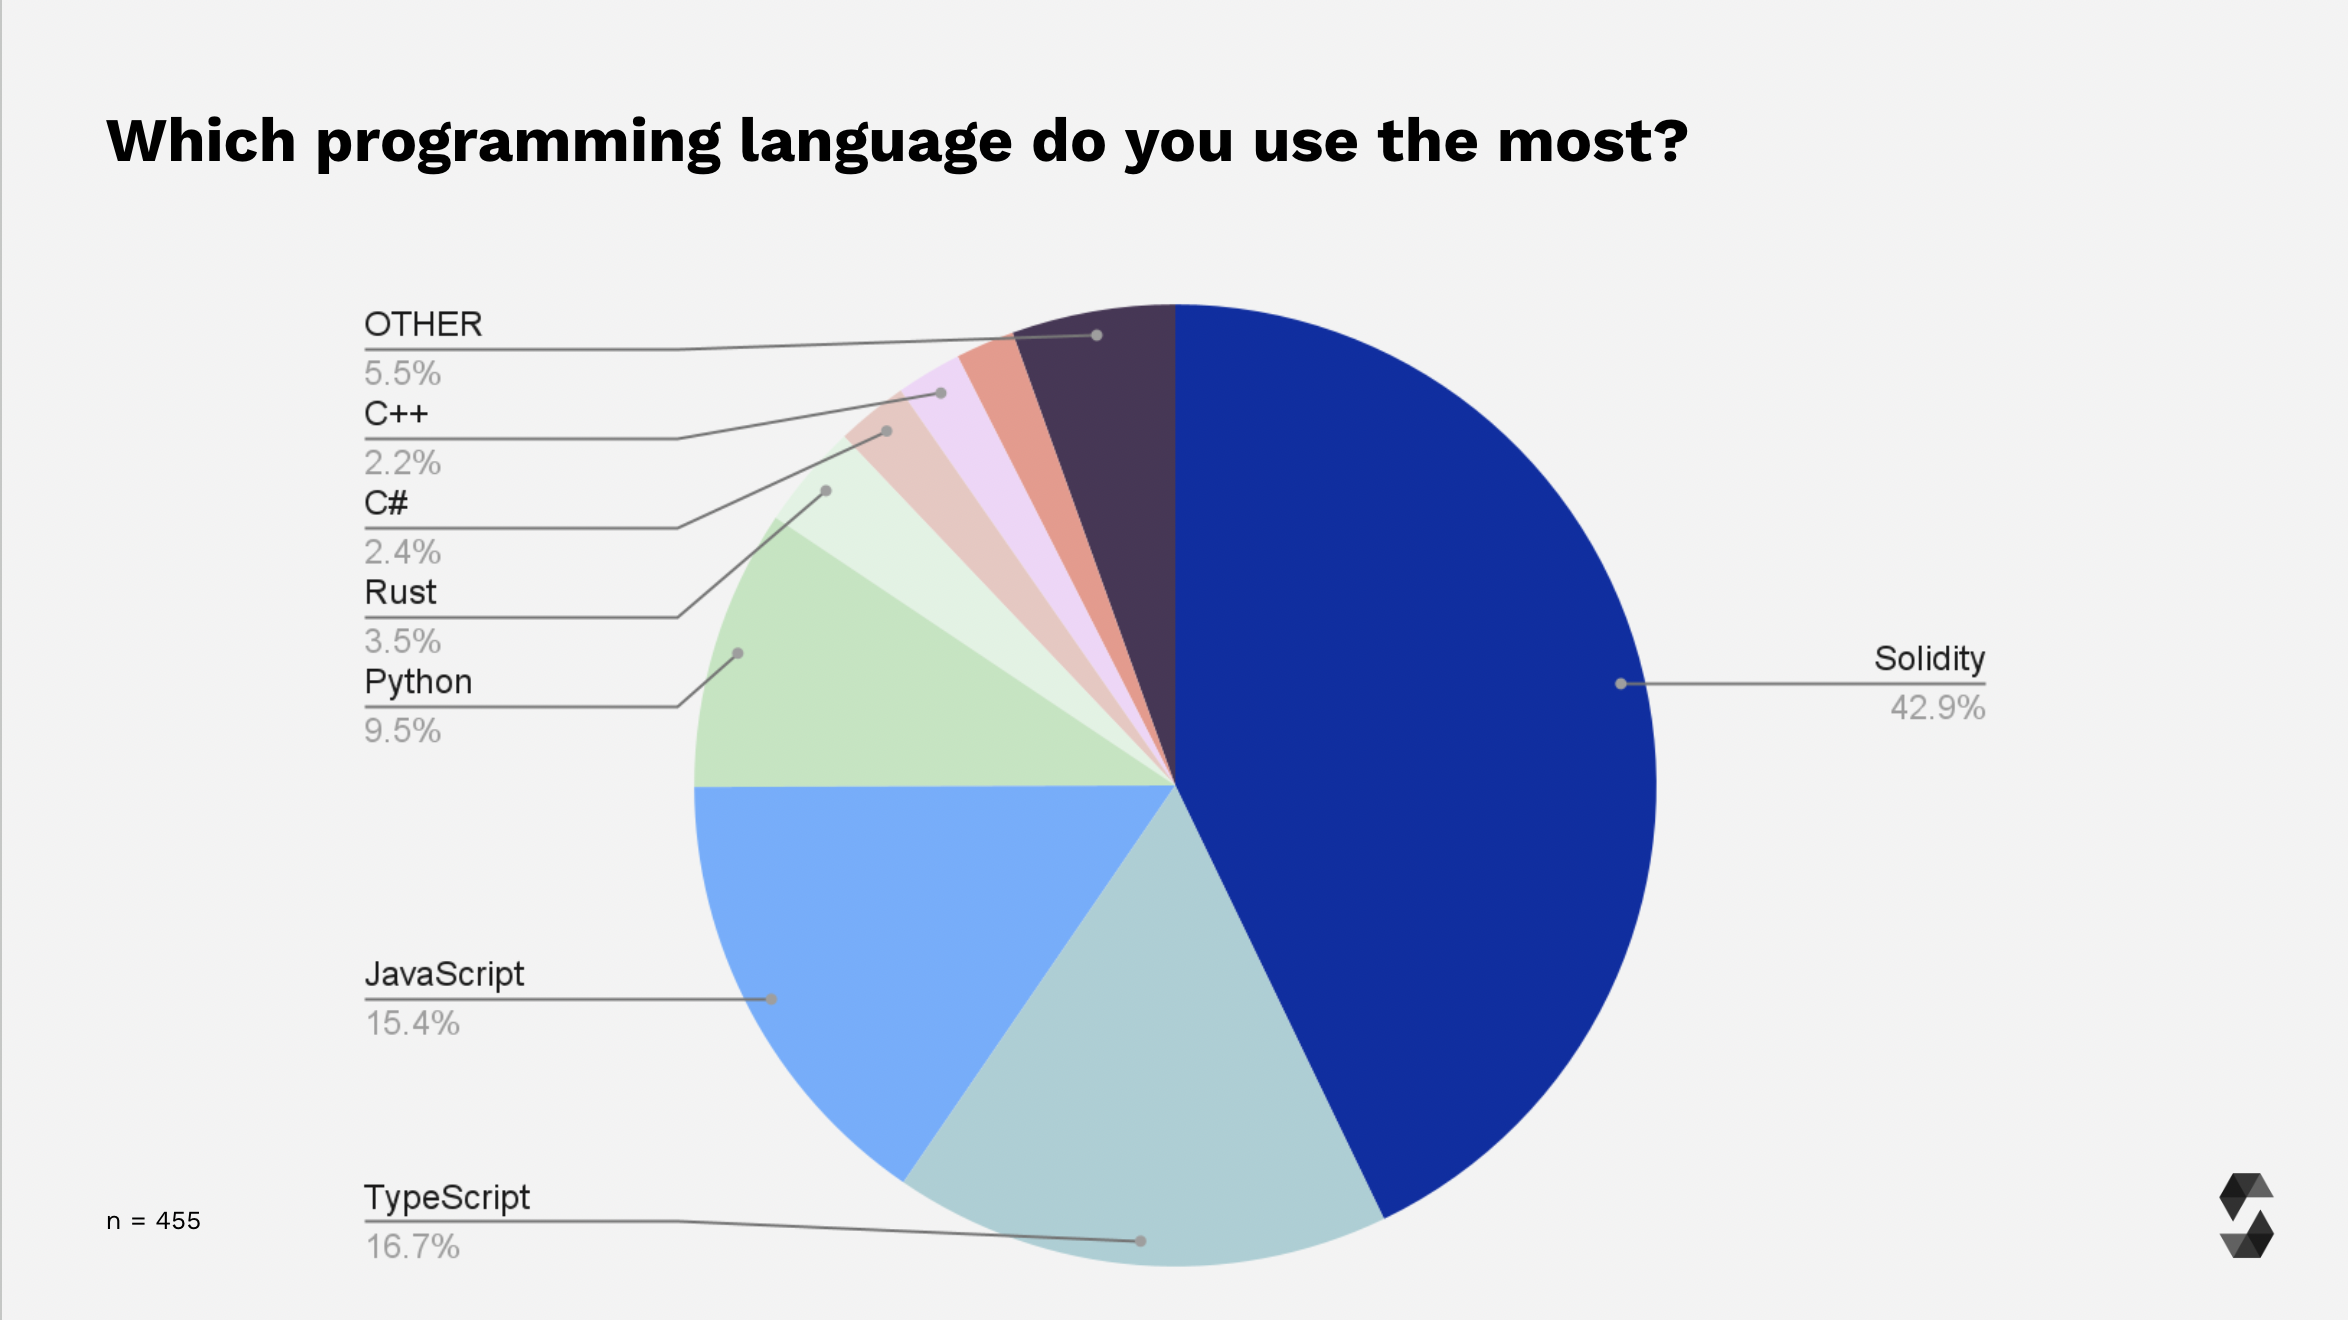 Which programming language do you use the most?
OTHER
5.5%
C++
2.2%
C#
2.4%
Rust
3.5%
Python
9.5%
JavaScript
15.4%
TypeScript
16.7%
Solidity
42.9%
n = 455